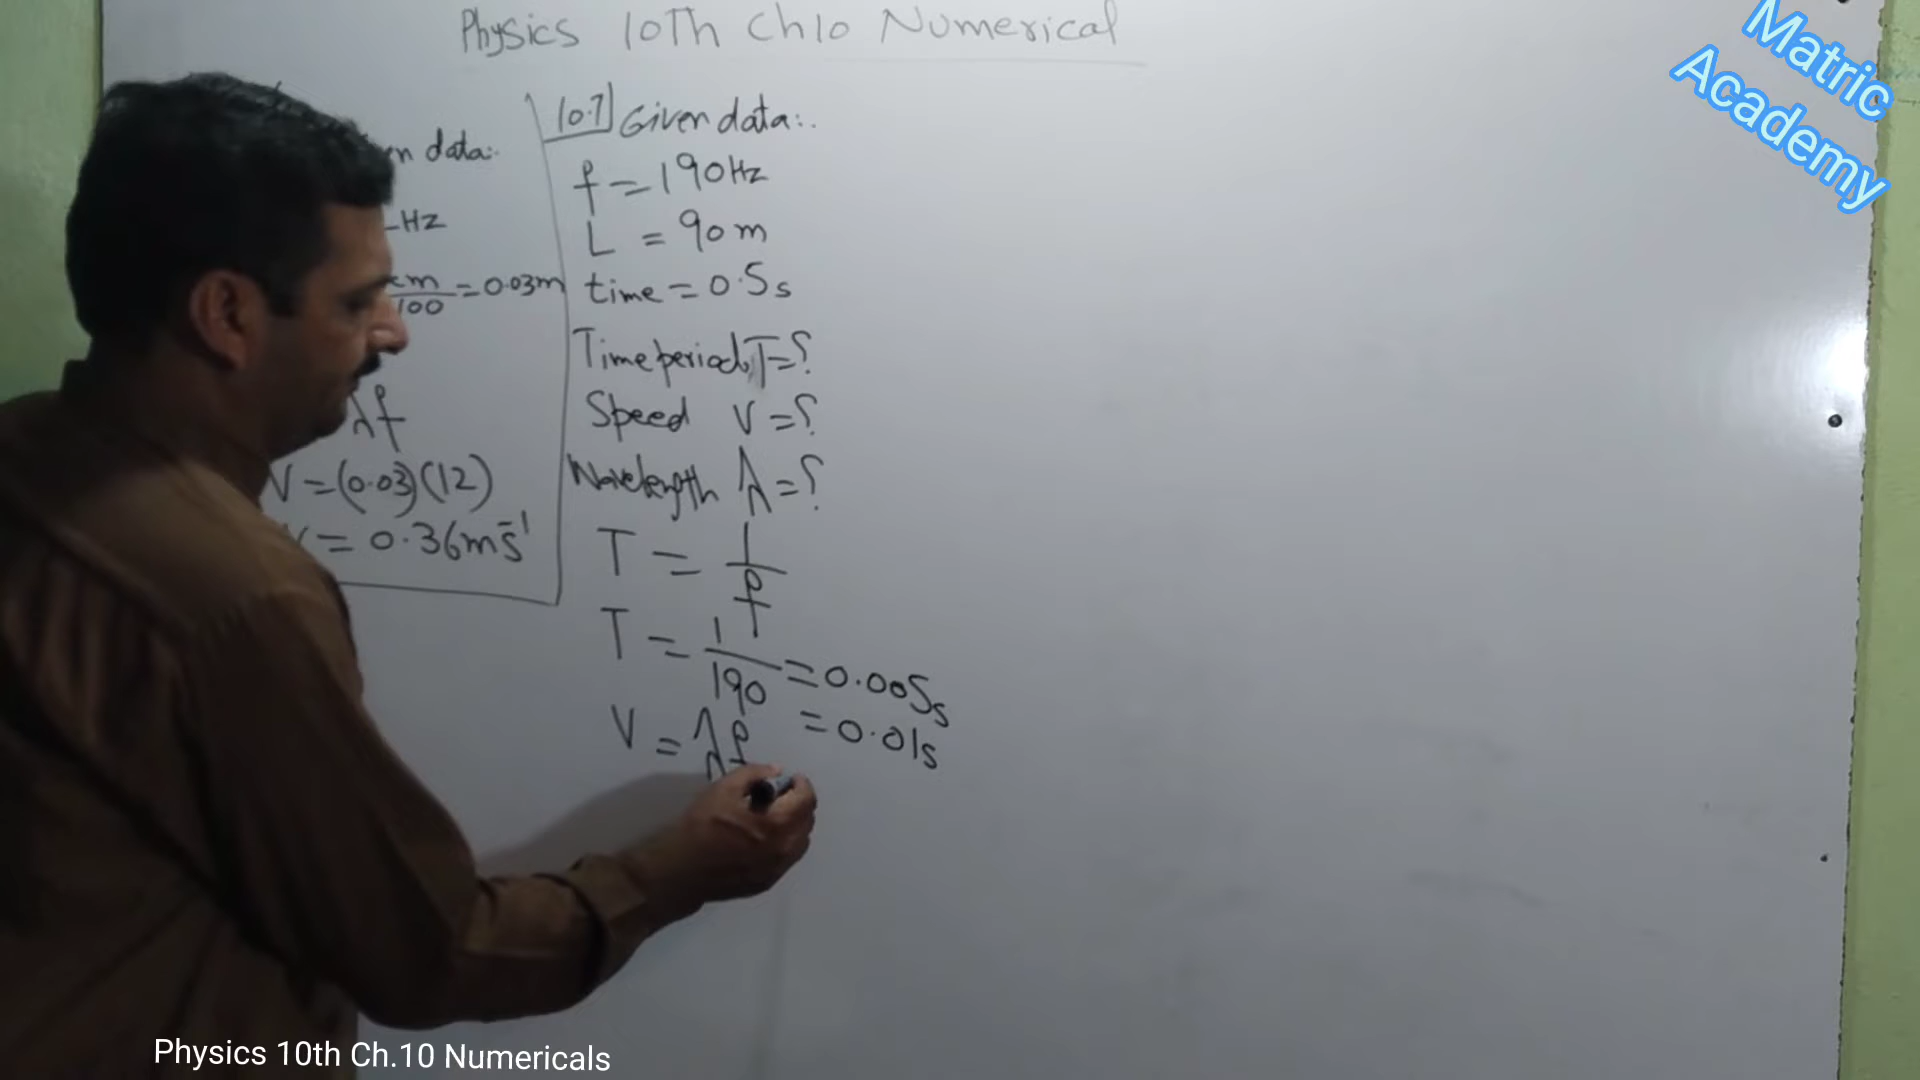 Physics 10Th Ch10 Numerical
Matric
Academy
n data:.
-HZ
cm/100 = 0.03m
λf
V = (0.03)(12)
V = 0.36ms⁻¹
10.7 Given data:.
f = 190Hz
L = 90m
time = 0.5s
Time period, T = ?
Speed V = ?
Wavelength λ = ?
T = 1/f
T = 1/190 = 0.005s
= 0.01s
V = λf
Physics 10th Ch.10 Numericals